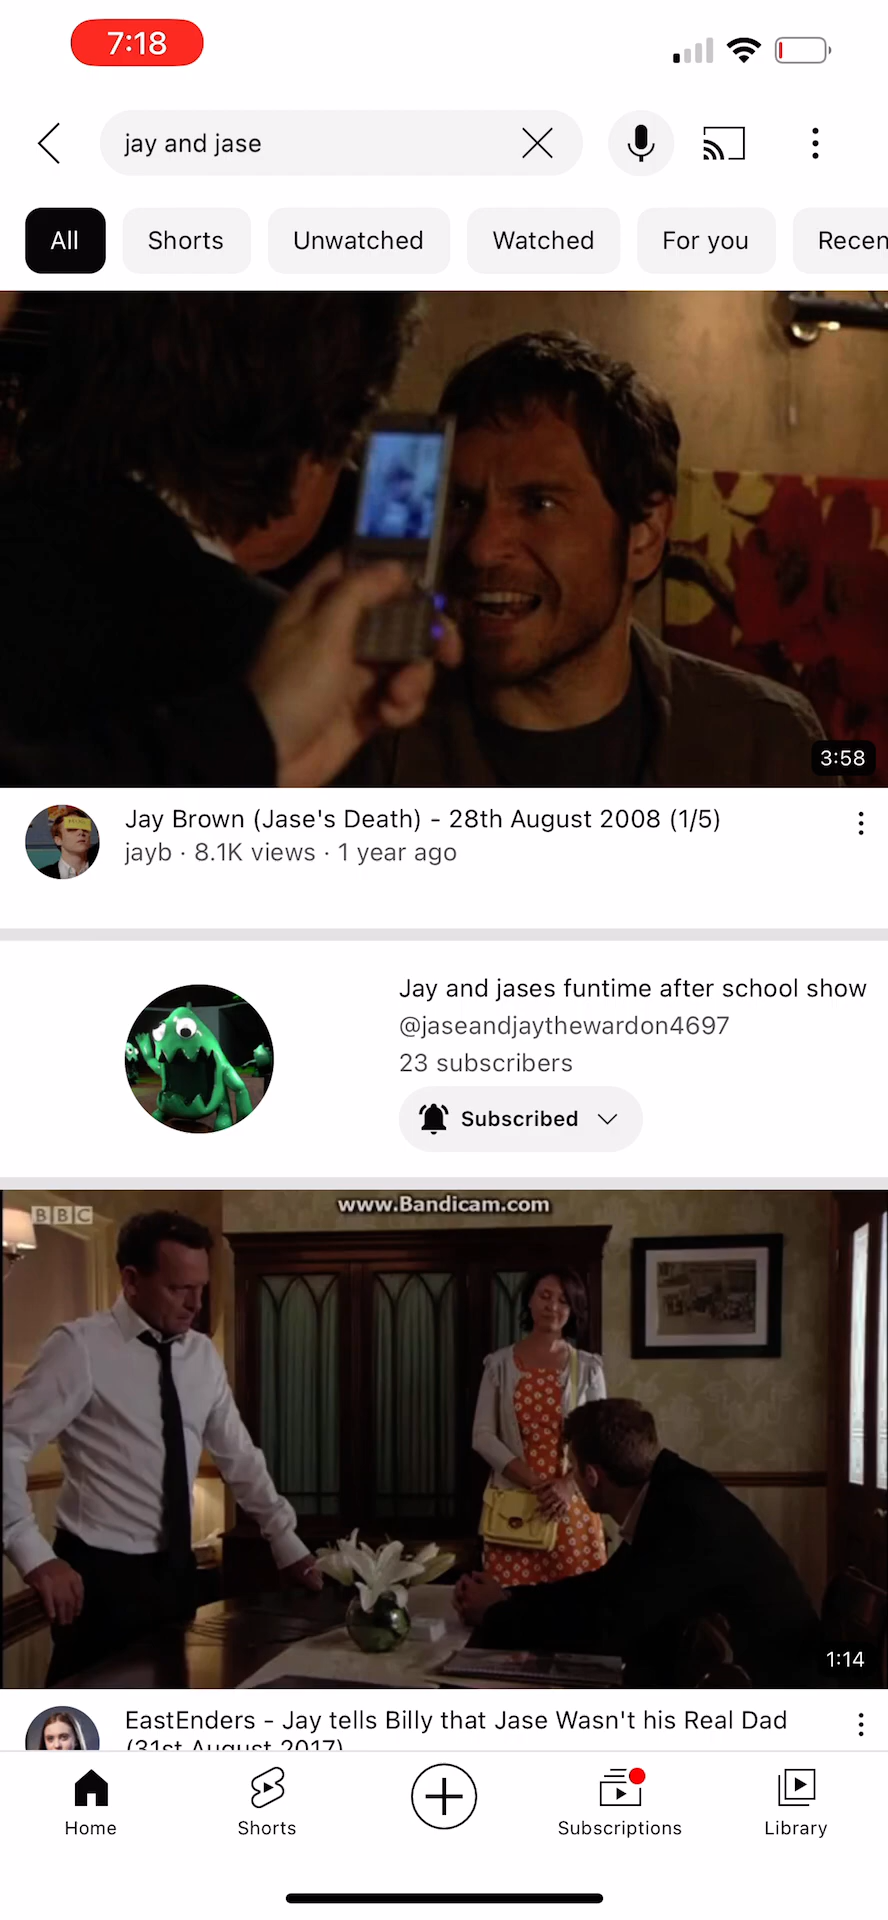 7:18
jay and jase
All
Shorts
Unwatched
Watched
For you
Recen
3:58
Jay Brown (Jase's Death) - 28th August 2008 (1/5)
jayb · 8.1K views · 1 year ago
Jay and jases funtime after school show
@jaseandjaythewardon4697
23 subscribers
Subscribed
BBC
www.Bandicam.com
1:14
EastEnders - Jay tells Billy that Jase Wasn't his Real Dad
(31st August 2017)
Home
Shorts
Subscriptions
Library